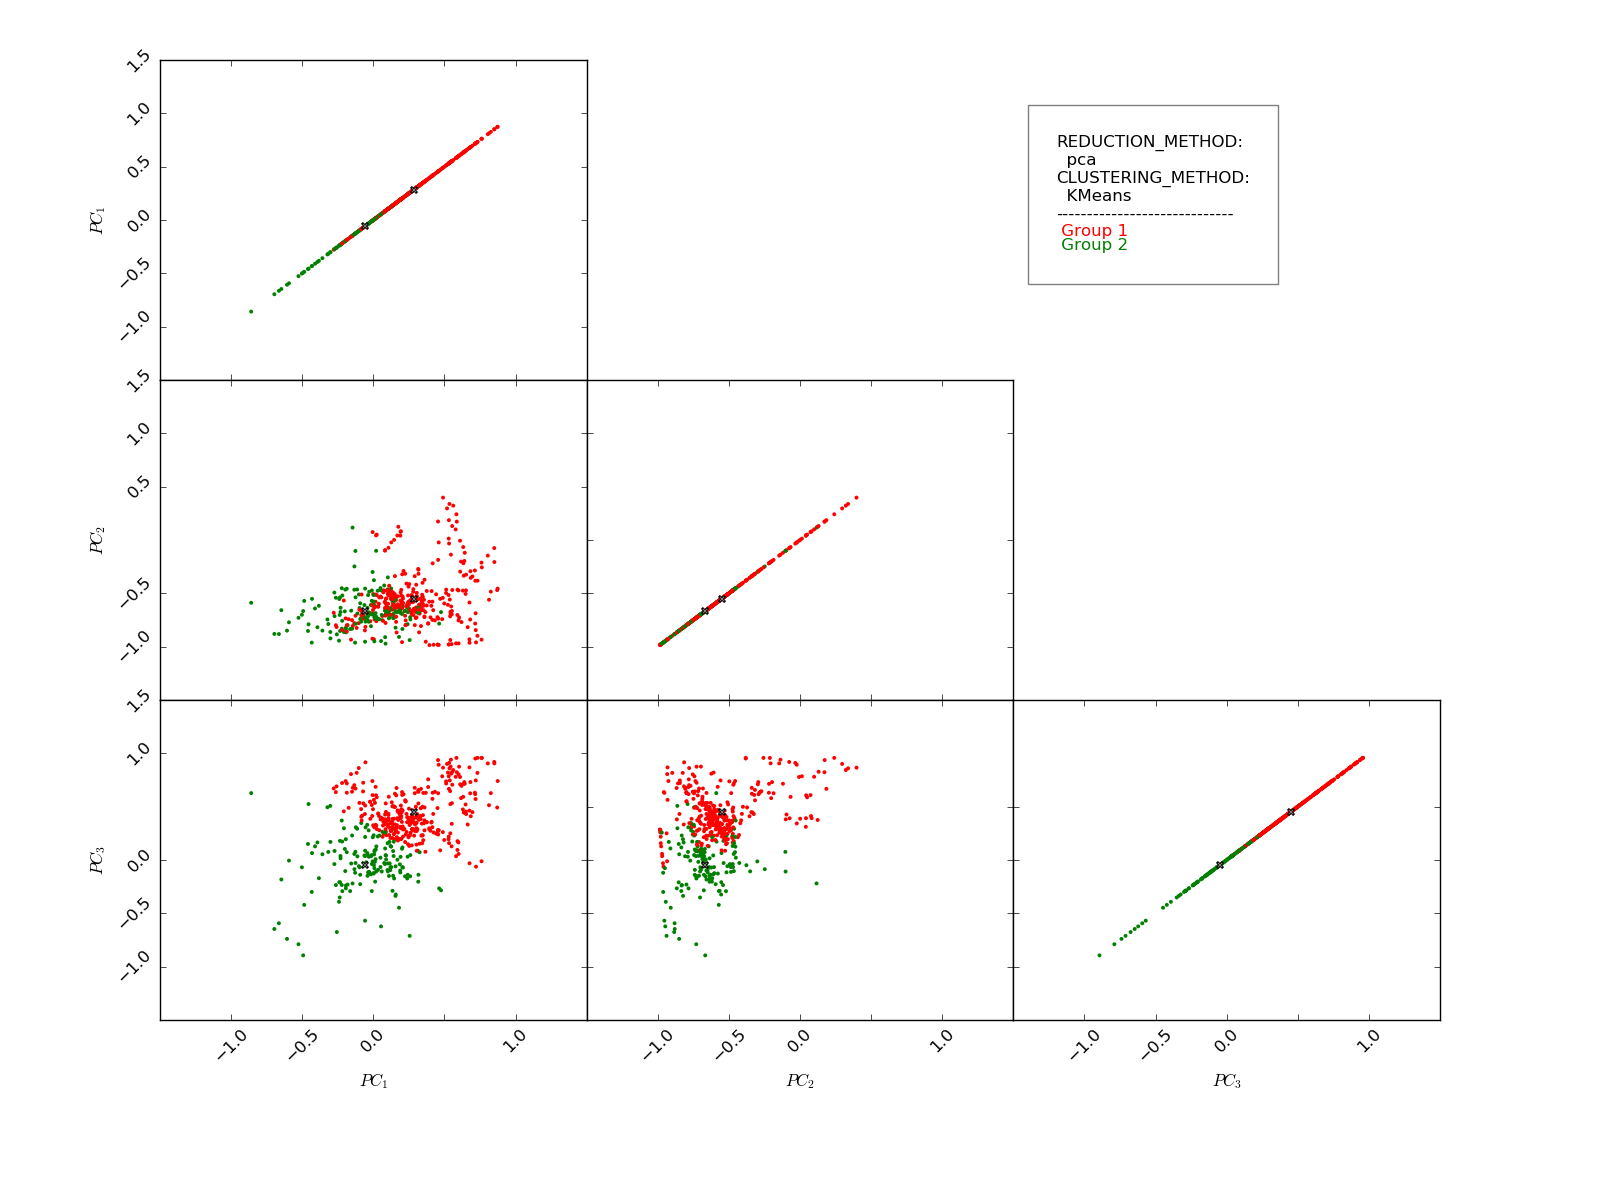 1.5
1.0
0.5
0.0
−0.5
−1.0
PC₁
REDUCTION_METHOD:
pca
CLUSTERING_METHOD:
KMeans
-----------------------------
Group 1
Group 2
1.5
1.0
0.5
−0.5
−1.0
PC₂
1.5
1.0
0.0
−0.5
−1.0
PC₃
−1.0 −0.5 0.0 1.0
−1.0 −0.5 0.0 1.0
−1.0 −0.5 0.0 1.0
PC₁ PC₂ PC₃